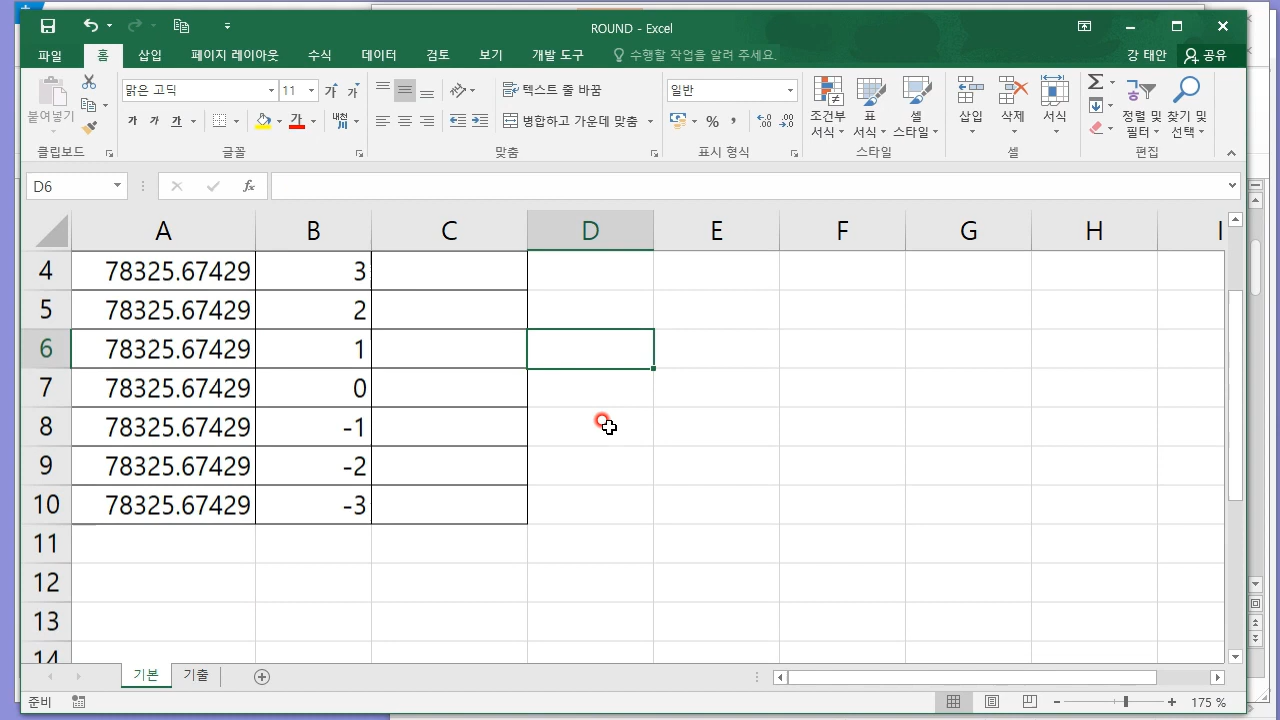 ROUND - Excel
파일 홈 삽입 페이지 레이아웃 수식 데이터 검토 보기 개발 도구 수행할 작업을 알려 주세요. 강 태안 공유
붙여넣기
클립보드
맑은 고딕 11 가 가
가 가 가 가 내천
글꼴
텍스트 줄 바꿈
병합하고 가운데 맞춤
맞춤
일반
% ,
표시 형식
조건부 서식 표 서식 셀 스타일
스타일
삽입 삭제 서식
셀
정렬 및 필터 찾기 및 선택
편집
D6 fx
A B C D E F G H I
4 78325.67429 3
5 78325.67429 2
6 78325.67429 1
7 78325.67429 0
8 78325.67429 -1
9 78325.67429 -2
10 78325.67429 -3
11
12
13
14
기본 기출
준비 175 %